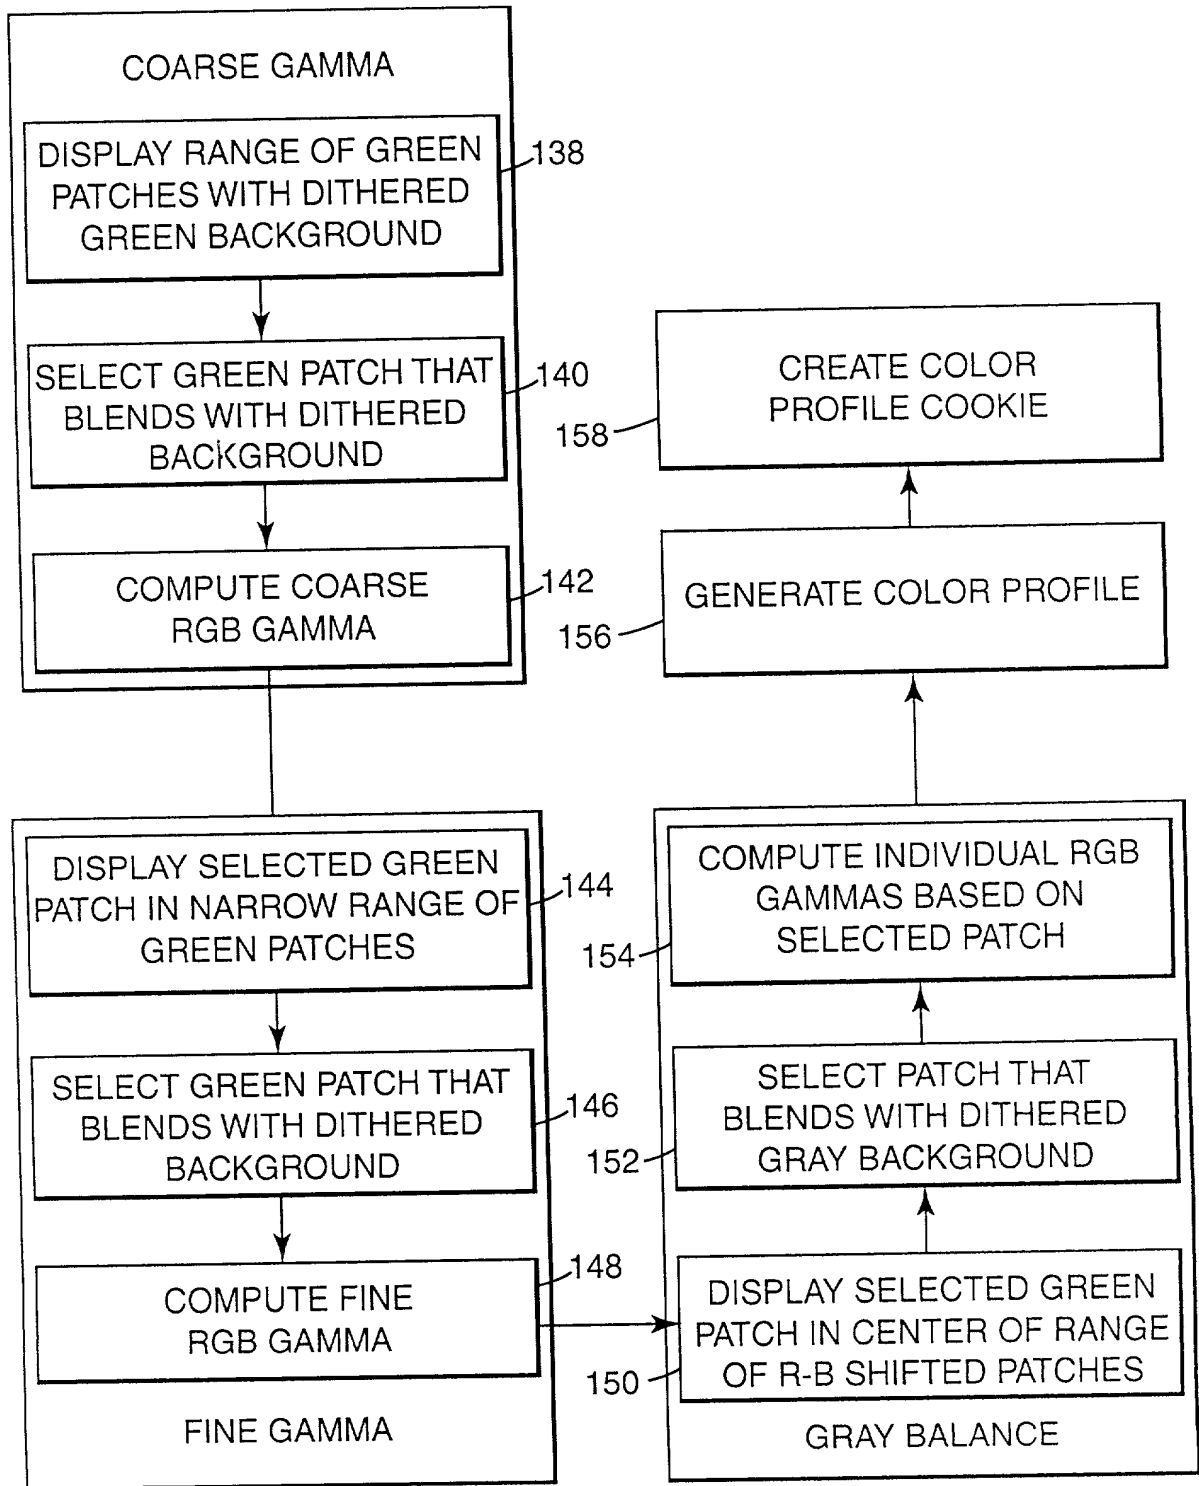 COARSE GAMMA
DISPLAY RANGE OF GREEN
PATCHES WITH DITHERED
GREEN BACKGROUND
138
SELECT GREEN PATCH THAT
BLENDS WITH DITHERED
BACKGROUND
140
COMPUTE COARSE
RGB GAMMA
142
DISPLAY SELECTED GREEN
PATCH IN NARROW RANGE OF
GREEN PATCHES
144
SELECT GREEN PATCH THAT
BLENDS WITH DITHERED
BACKGROUND
146
COMPUTE FINE
RGB GAMMA
148
FINE GAMMA
DISPLAY SELECTED GREEN
PATCH IN CENTER OF RANGE
OF R-B SHIFTED PATCHES
150
GRAY BALANCE
SELECT PATCH THAT
BLENDS WITH DITHERED
GRAY BACKGROUND
152
COMPUTE INDIVIDUAL RGB
GAMMAS BASED ON
SELECTED PATCH
154
GENERATE COLOR PROFILE
156
CREATE COLOR
PROFILE COOKIE
158